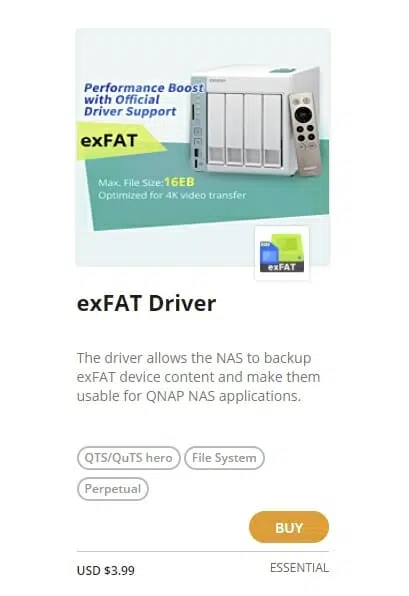 Performance Boost
with Official
Driver Support
exFAT
Max. File Size:16EB
Optimized for 4K video transfer
exFAT
exFAT Driver
The driver allows the NAS to backup
exFAT device content and make them
usable for QNAP NAS applications.
QTS/QuTS hero
File System
Perpetual
BUY
USD $3.99
ESSENTIAL